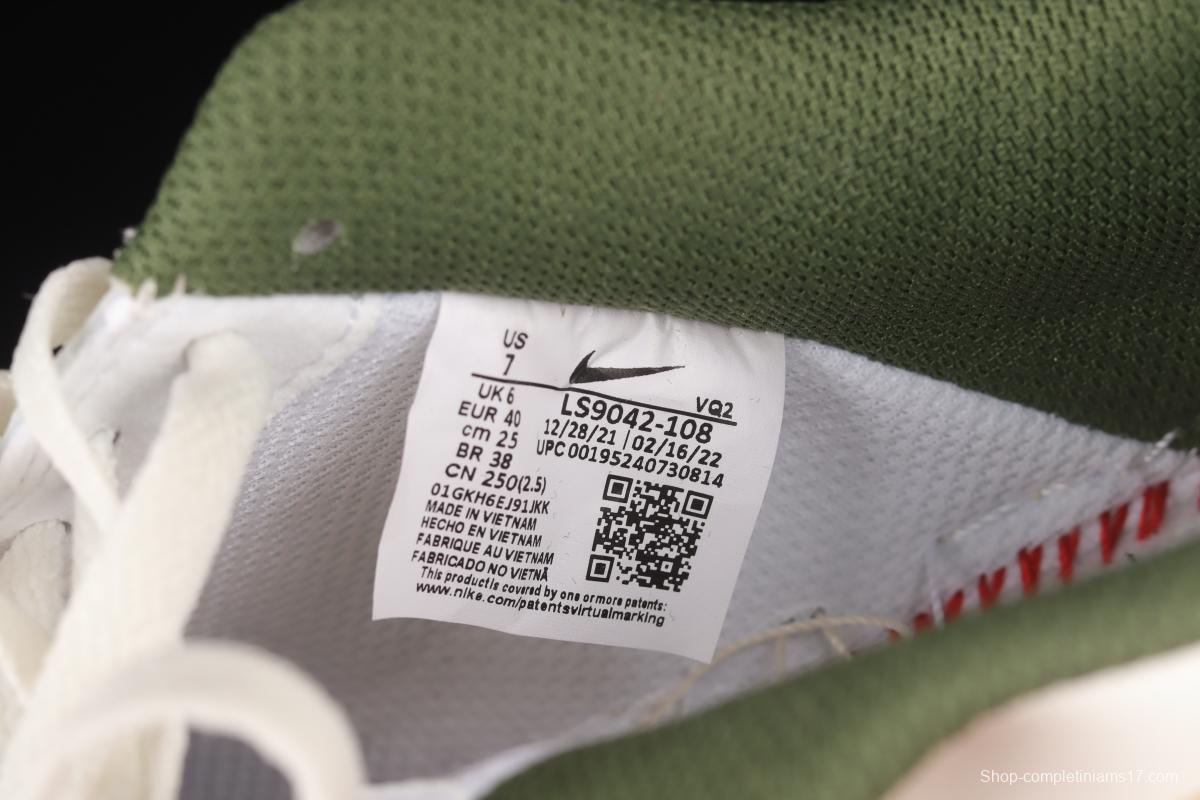 US
7
UK 6
EUR 40
cm 25
BR 38
CN 250(2.5)
VQ2
LS9042-108
12/28/21 | 02/16/22
UPC 00195240730814
01GKH6EJ91JKK
MADE IN VIETNAM
HECHO EN VIETNAM
FABRIQUE AU VIETNAM
FABRICADO NO VIETNÃ
This product is covered by one or more patents:
www.nike.com/patentsvirtualmarking
Shop-completiniams17.com